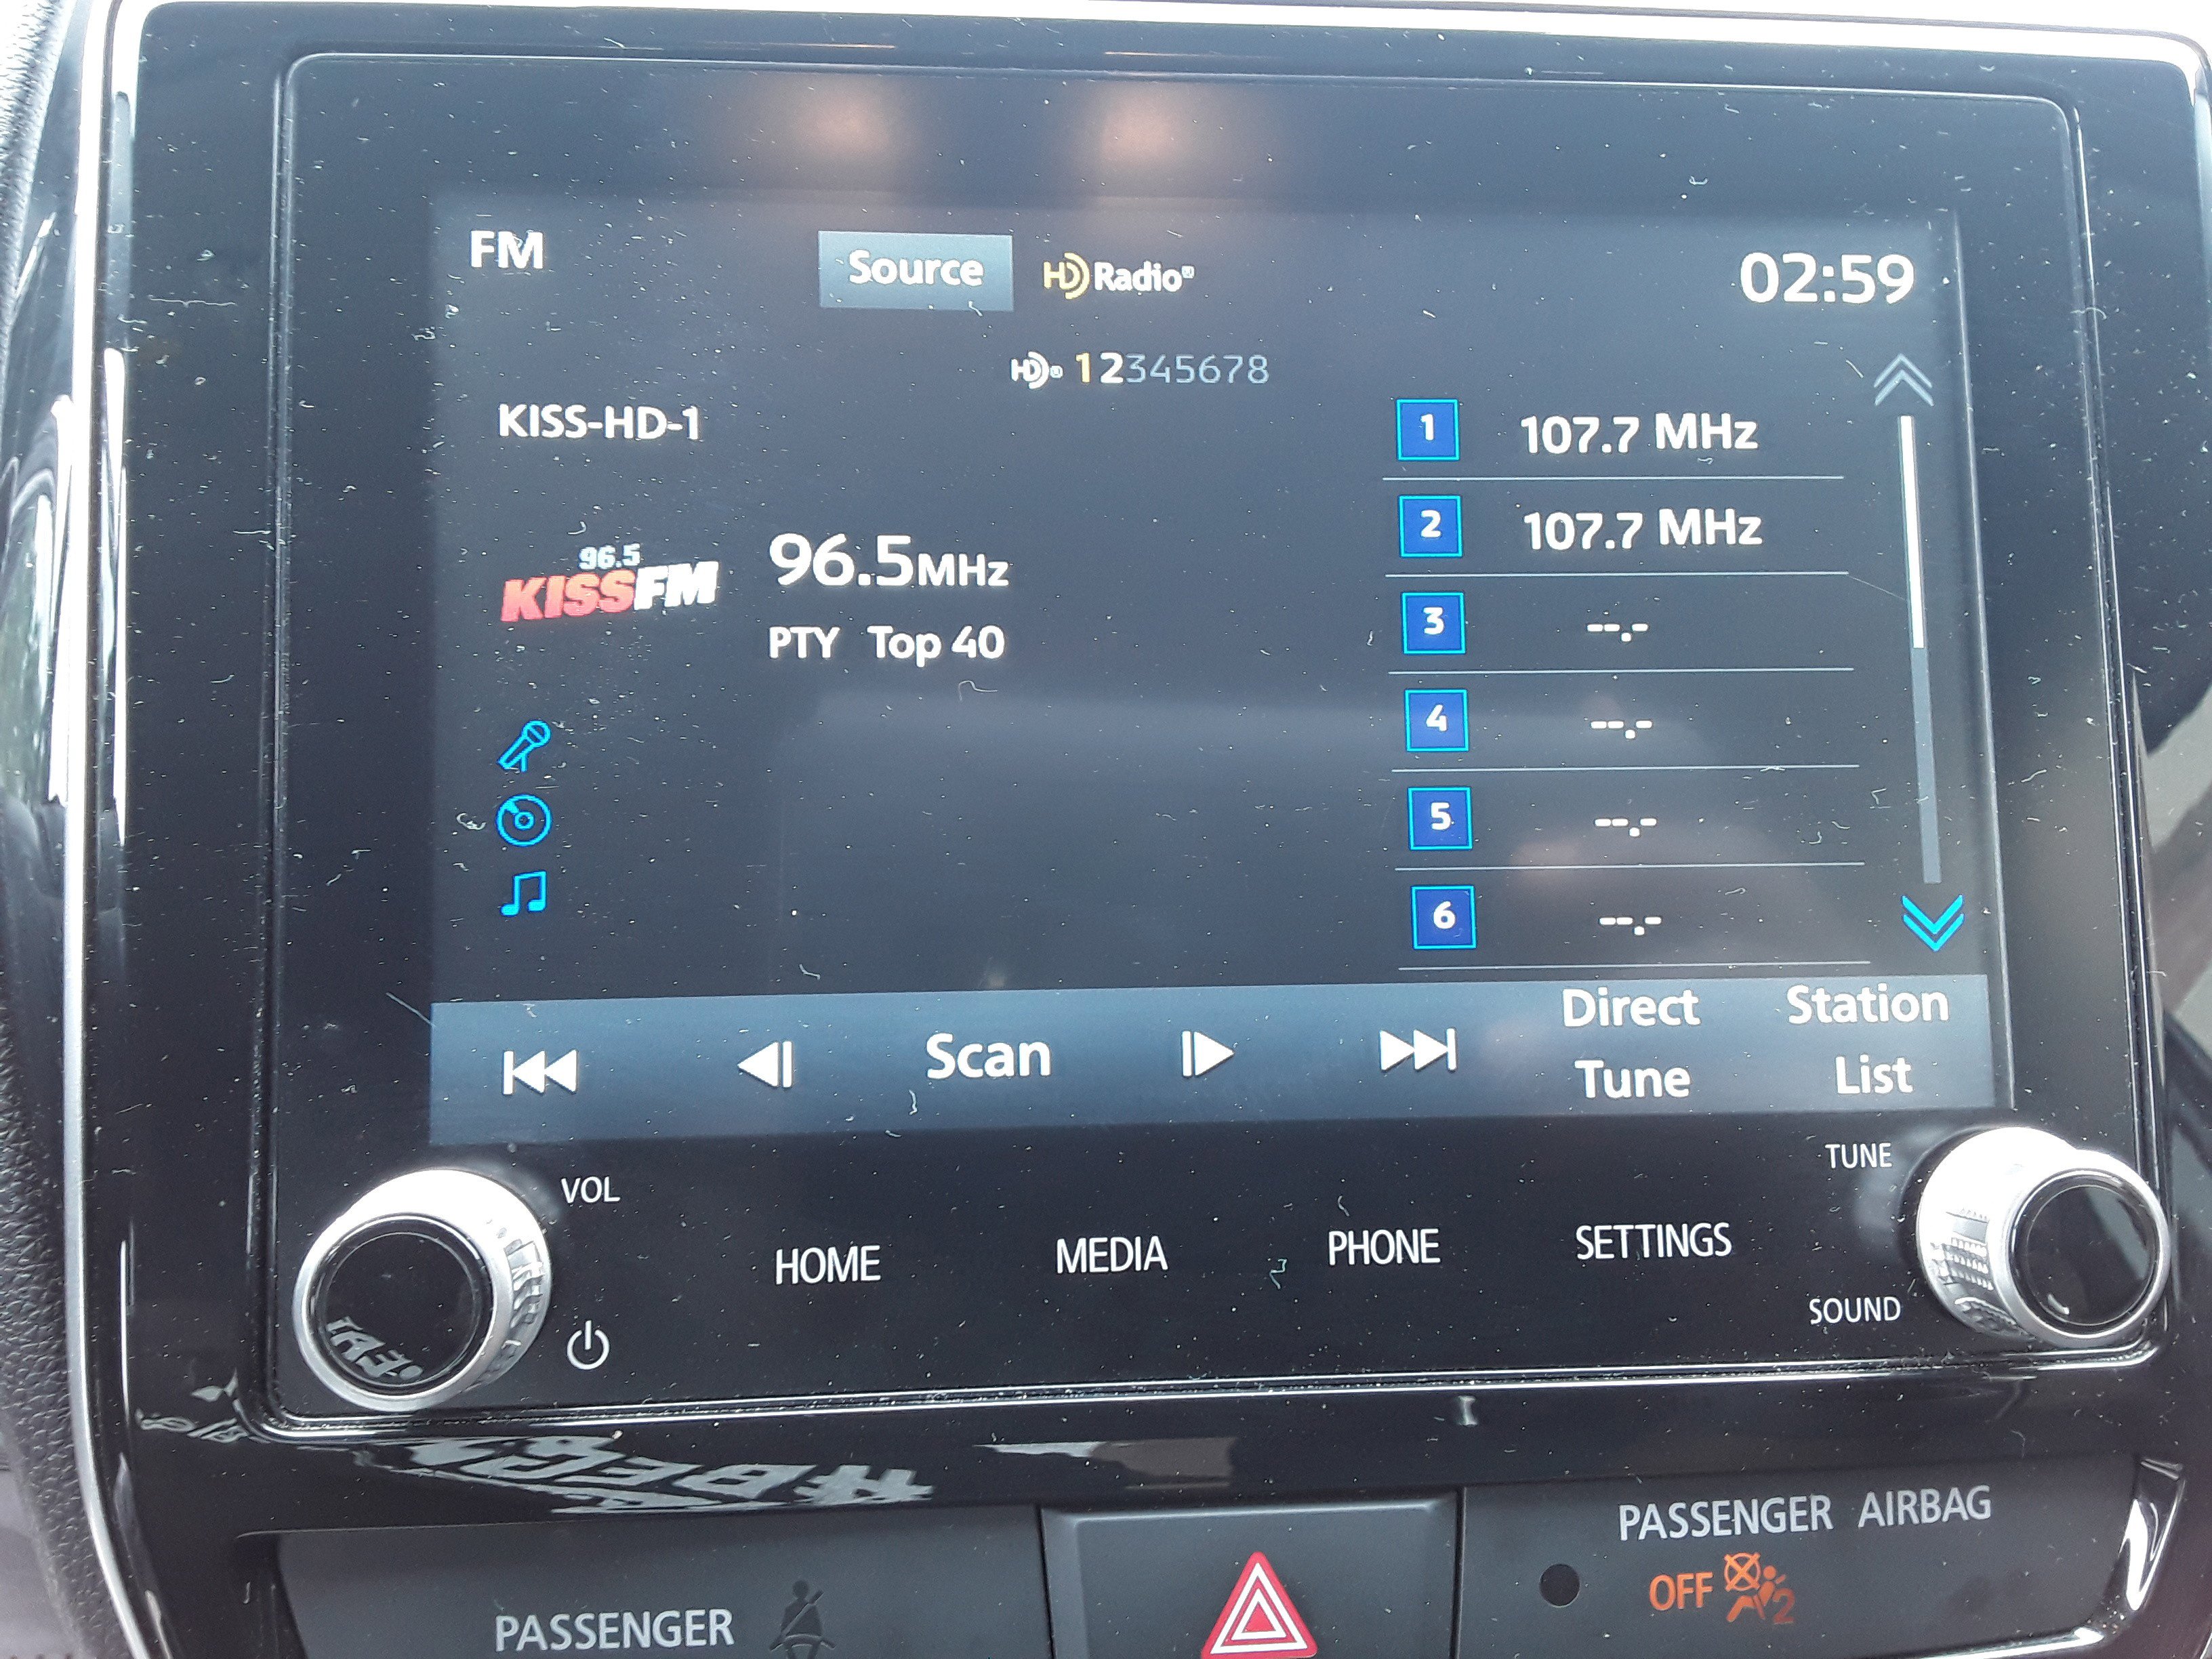 FM
Source
HD Radio®
02:59
HD® 12345678
KISS-HD-1
96.5
KISSFM
96.5MHz
PTY Top 40
1 107.7 MHz
2 107.7 MHz
3 --.-
4 --.-
5 --.-
6 --.-
Scan
Direct
Tune
Station
List
VOL
TUNE
HOME
MEDIA
PHONE
SETTINGS
SOUND
PASSENGER AIRBAG
OFF
2
PASSENGER